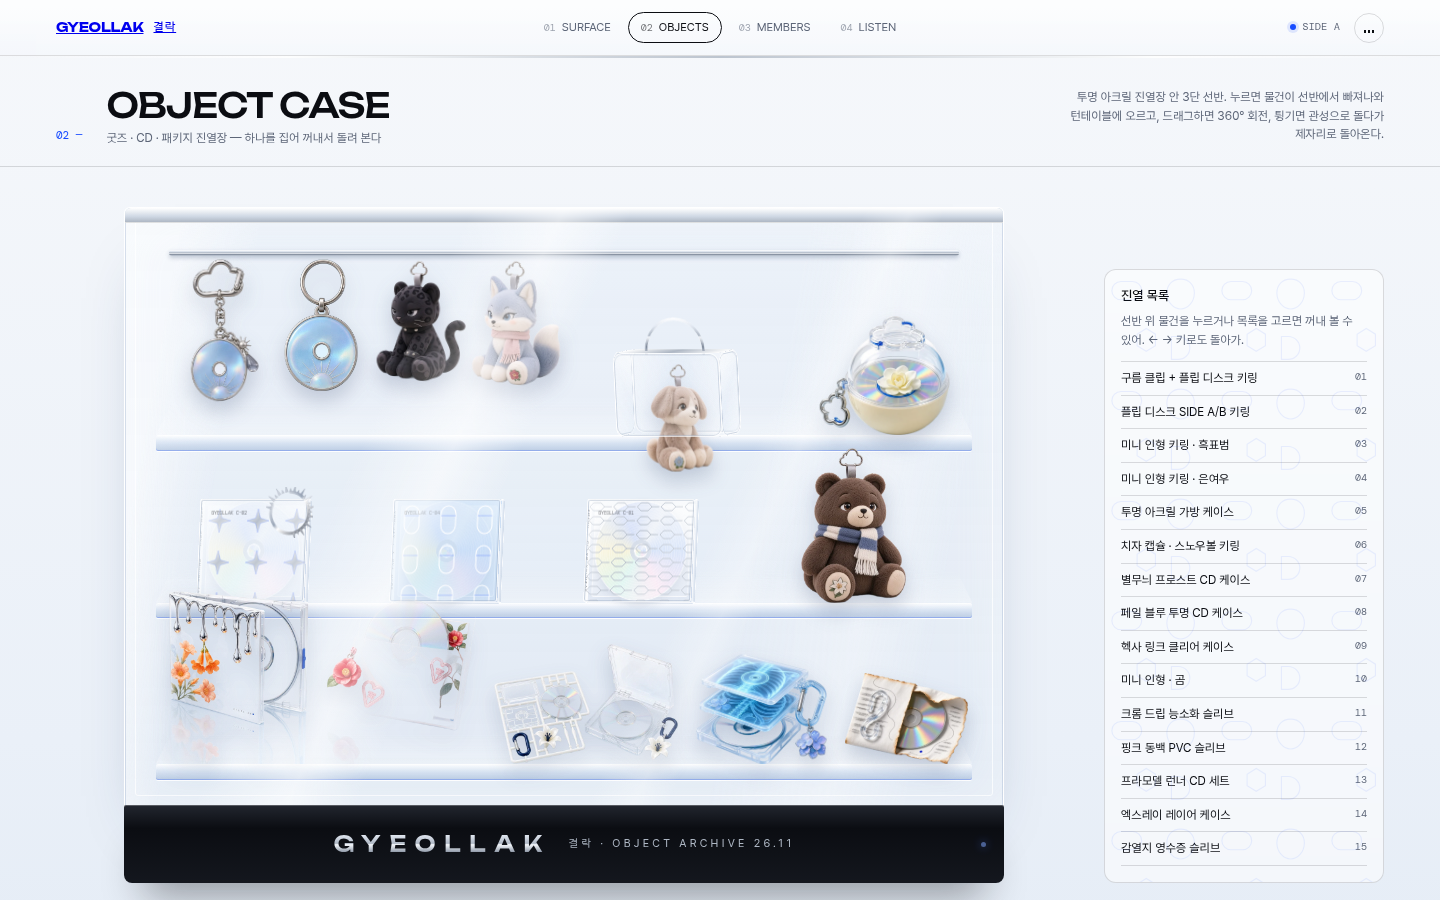 GYEOLLAK 결락
01 SURFACE
02 OBJECTS
03 MEMBERS
04 LISTEN
SIDE A
...
02 —
OBJECT CASE
굿즈 · CD · 패키지 진열장 — 하나를 집어 꺼내서 돌려 본다
투명 아크릴 진열장 안 3단 선반. 누르면 물건이 선반에서 빠져나와
턴테이블에 오르고, 드래그하면 360° 회전, 튕기면 관성으로 돌다가
제자리로 돌아온다.
GYEOLLAK
결락 · OBJECT ARCHIVE 26.11
진열 목록
선반 위 물건을 누르거나 목록을 고르면 꺼내 볼 수
있어. ← → 키로도 돌아가.
구름 클립 + 플립 디스크 키링 01
플립 디스크 SIDE A/B 키링 02
미니 인형 키링 · 흑표범 03
미니 인형 키링 · 은여우 04
투명 아크릴 가방 케이스 05
치자 캡슐 · 스노우볼 키링 06
별무늬 프로스트 CD 케이스 07
페일 블루 투명 CD 케이스 08
헥사 링크 클리어 케이스 09
미니 인형 · 곰 10
크롬 드립 능소화 슬리브 11
핑크 동백 PVC 슬리브 12
프라모델 런너 CD 세트 13
엑스레이 레이어 케이스 14
감열지 영수증 슬리브 15